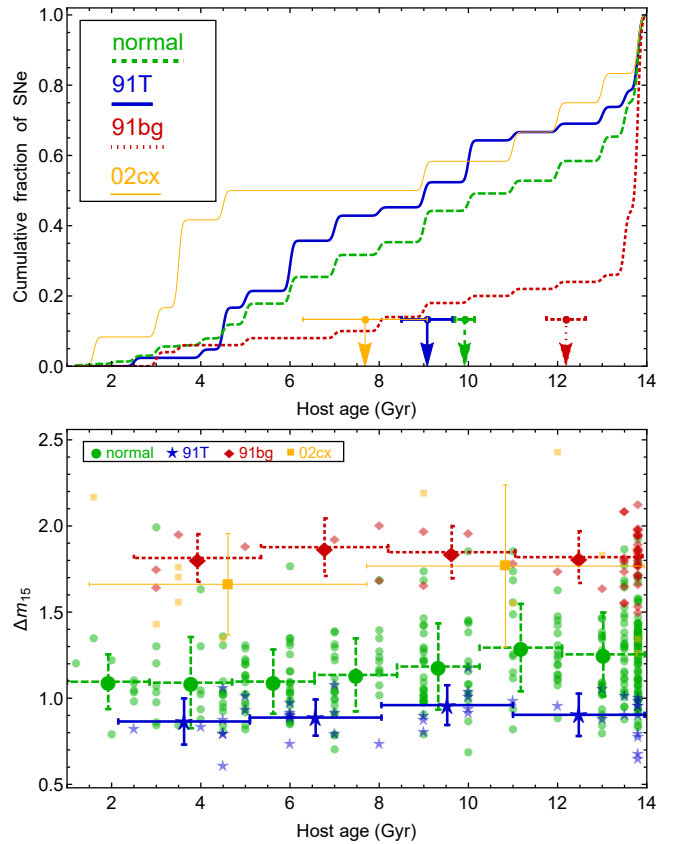 1.0
normal
91T
91bg
02cx
0.8
0.6
0.4
0.2
0.0
2 4 6 8 10 12 14
Cumulative fraction of SNe
Host age (Gyr)
2.5
normal 91T 91bg 02cx
2.0
1.5
1.0
0.5
2 4 6 8 10 12 14
Δm15
Host age (Gyr)